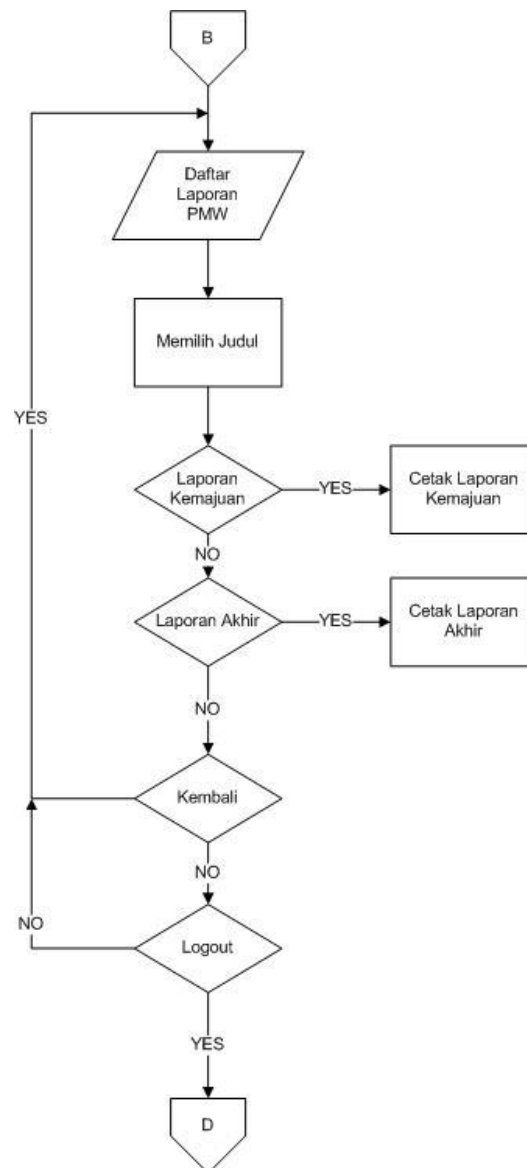 B
Daftar
Laporan
PMW
Memilih Judul
YES
Laporan
Kemajuan
YES
Cetak Laporan
Kemajuan
NO
Laporan Akhir
YES
Cetak Laporan
Akhir
NO
Kembali
NO
NO
Logout
YES
D